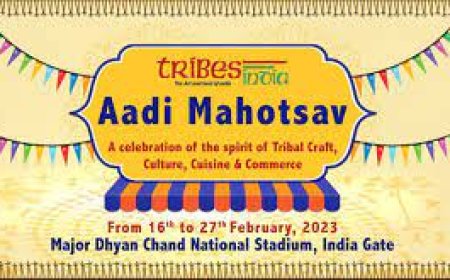 TRIBES
INDIA
Aadi Mahotsav
A celebration of the spirit of Tribal Craft,
Culture, Cuisine & Commerce
From 16th to 27th February, 2023
Major Dhyan Chand National Stadium, India Gate